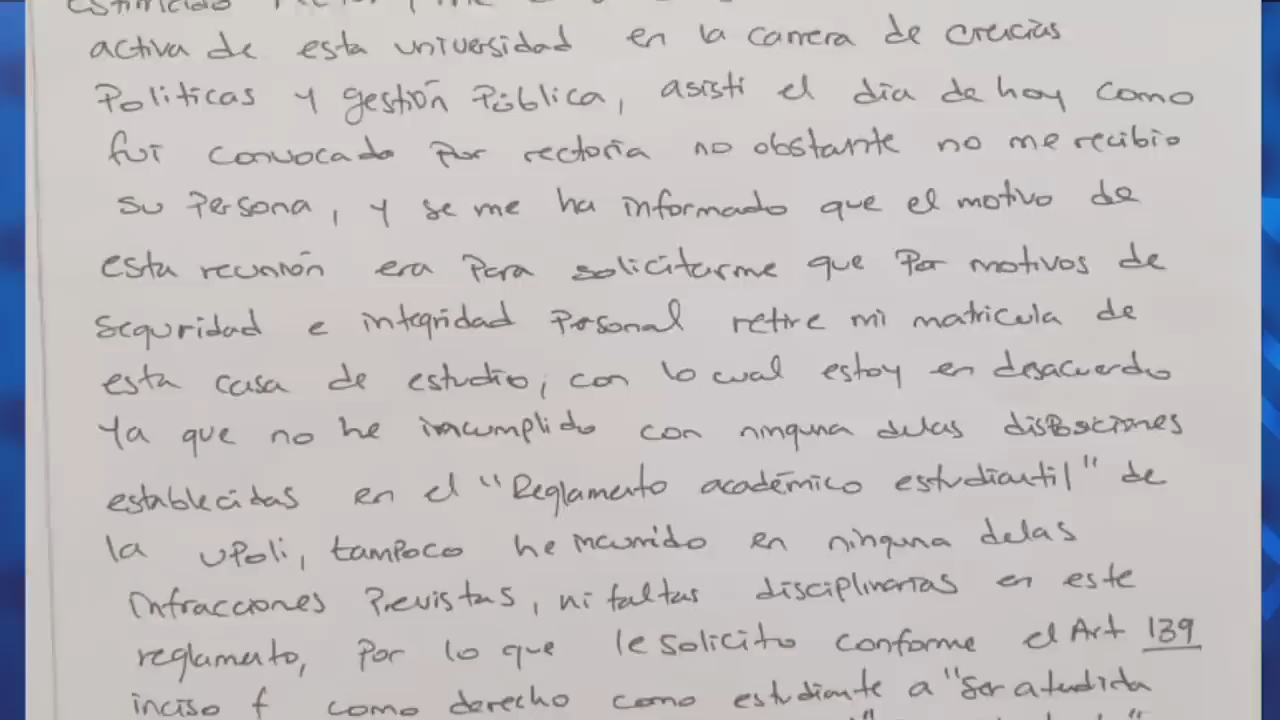 activa de esta universidad en la carrera de ciencias
Politicas y gestión Pública, asistí el día de hoy como
fui convocado por rectoria no obstante no me recibio
su Persona, y se me ha informado que el motivo de
esta reunión era Para solicitarme que Por motivos de
seguridad e integridad Personal retire mi matricula de
esta casa de estudio, con lo cual estoy en desacuerdo
Ya que no he incumplido con ninguna delas disposiciones
establecidas en el "Reglamento académico estudiantil" de
la UPoli, tampoco he incurrido en ninguna delas
infracciones Previstas, ni faltas disciplinarias en este
reglamento, Por lo que le solicito conforme el Art 139
inciso f como derecho como estudiante a "Ser atendida